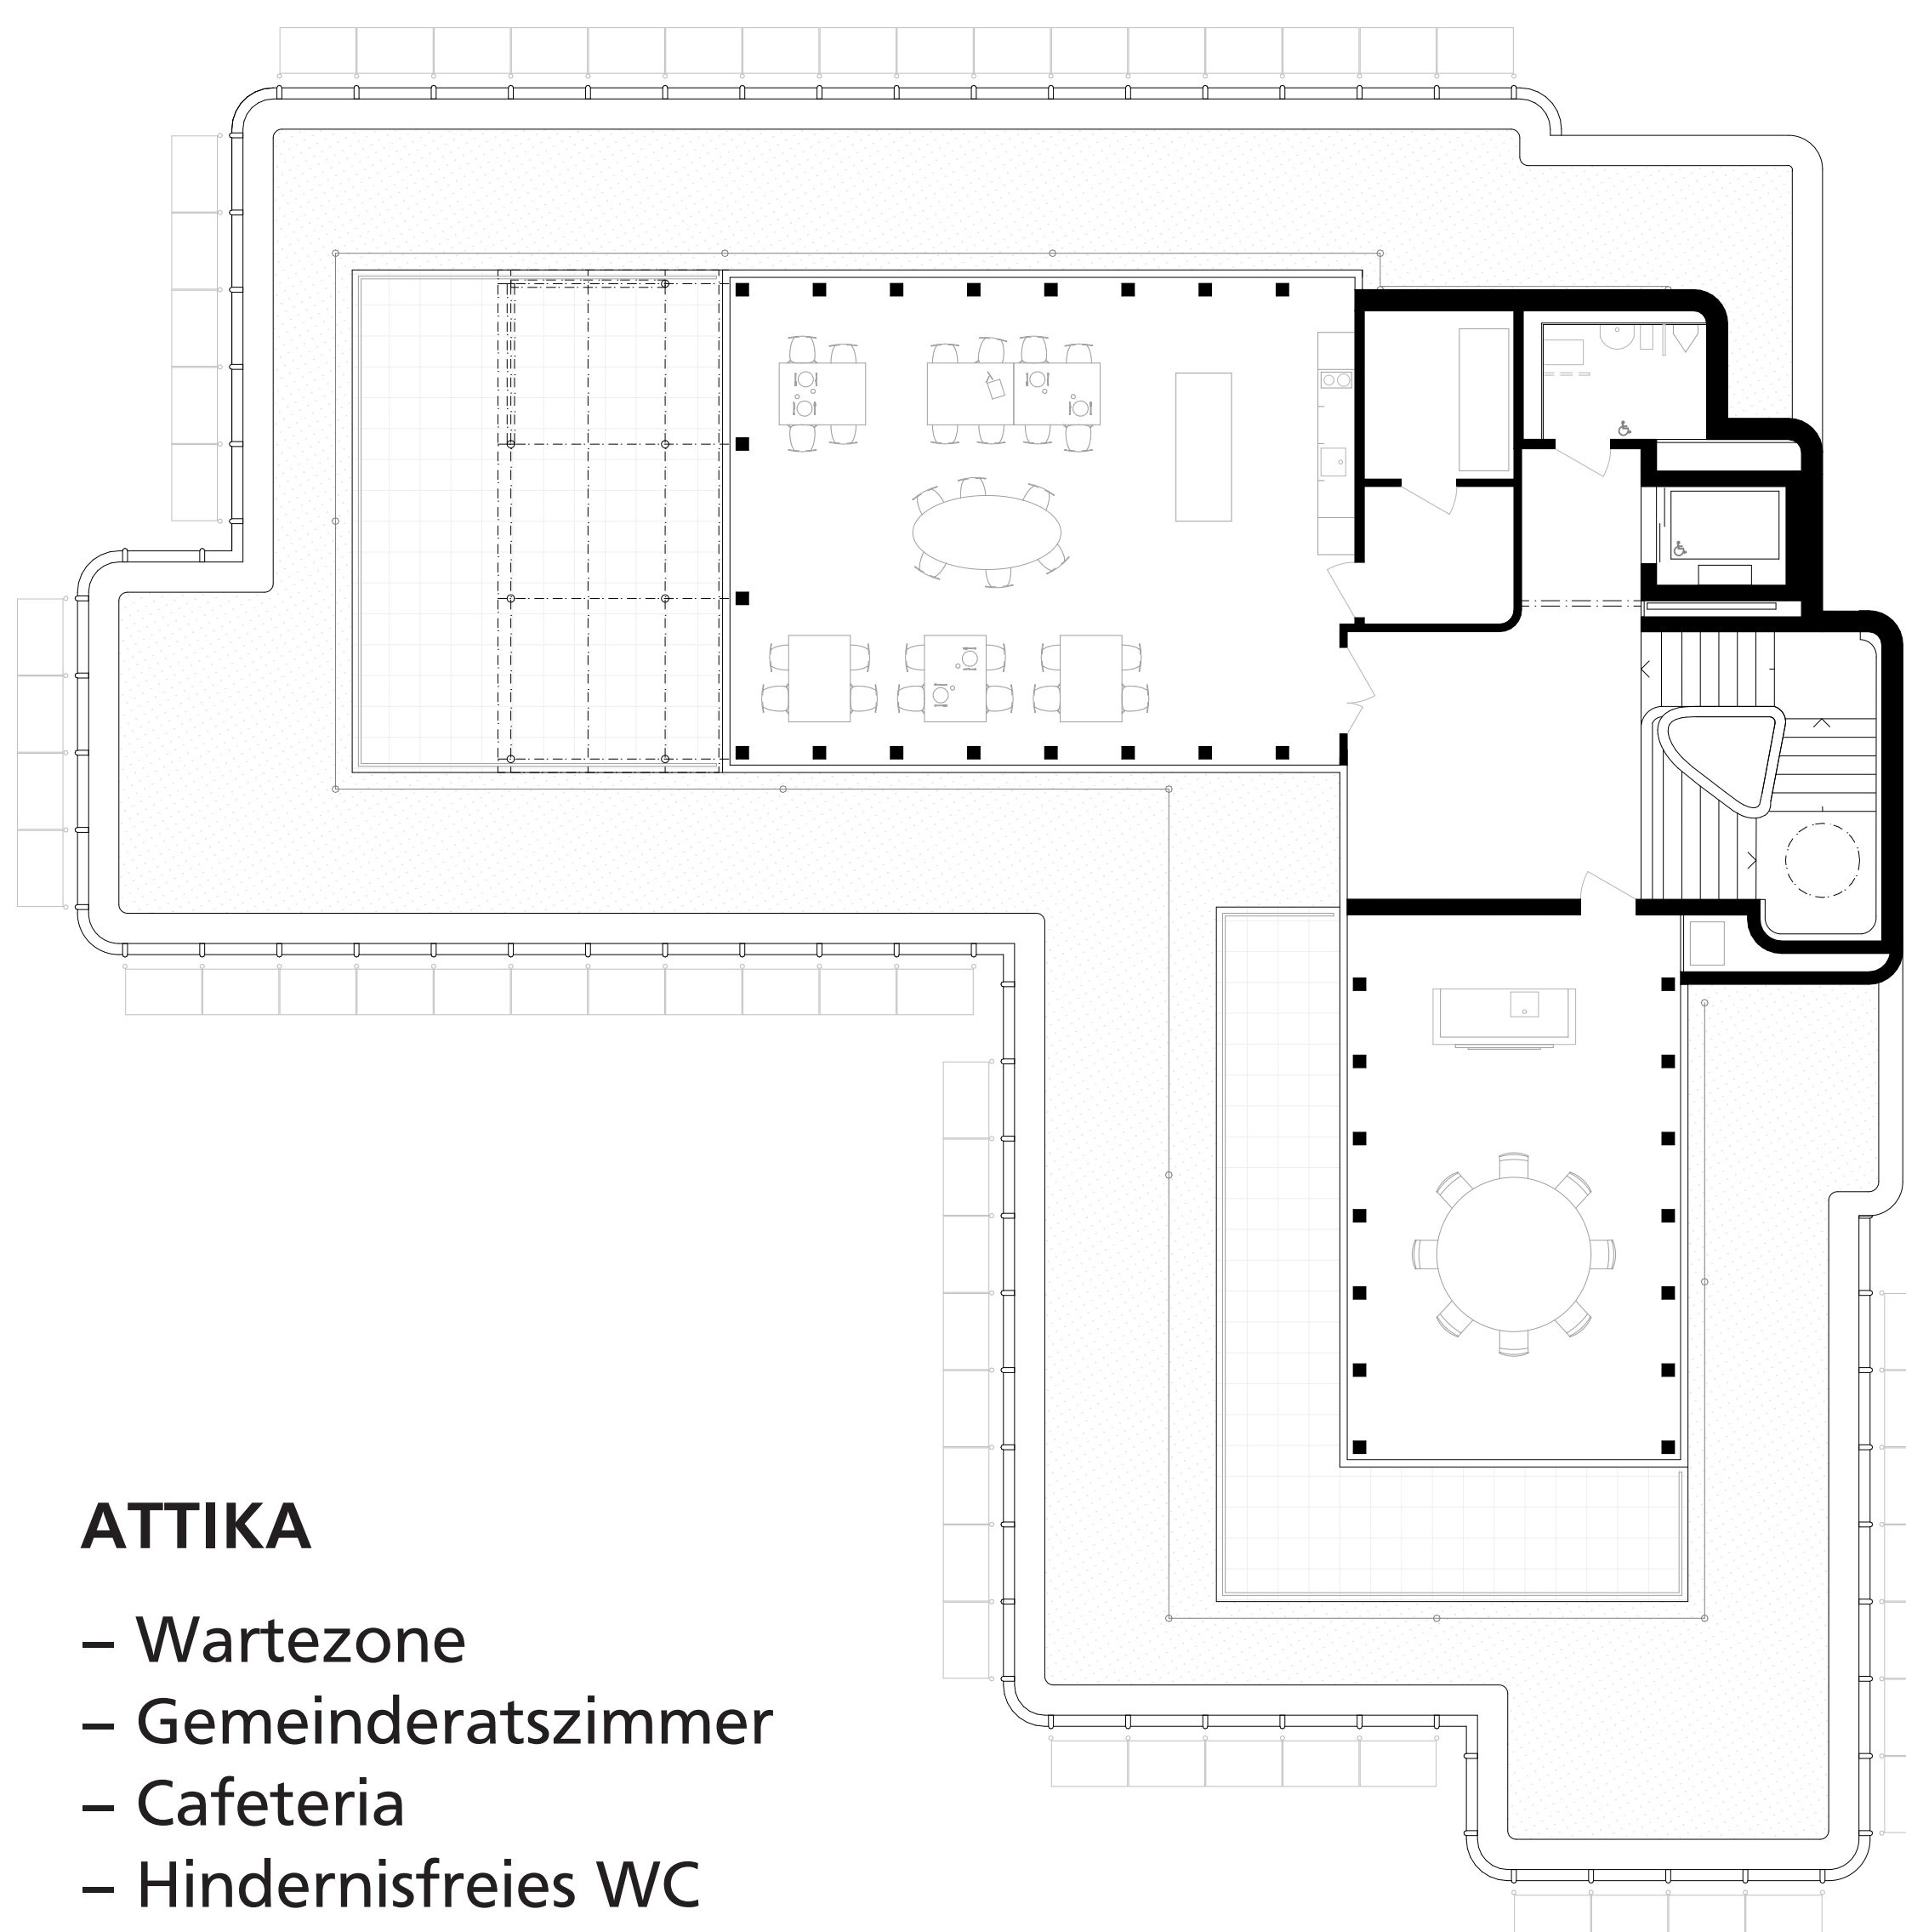 ATTIKA
– Wartezone
– Gemeinderatszimmer
– Cafeteria
– Hindernisfreies WC